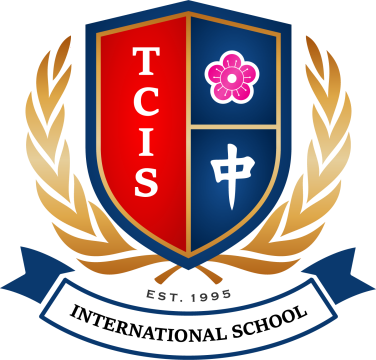 TCIS
中
EST. 1995
INTERNATIONAL SCHOOL